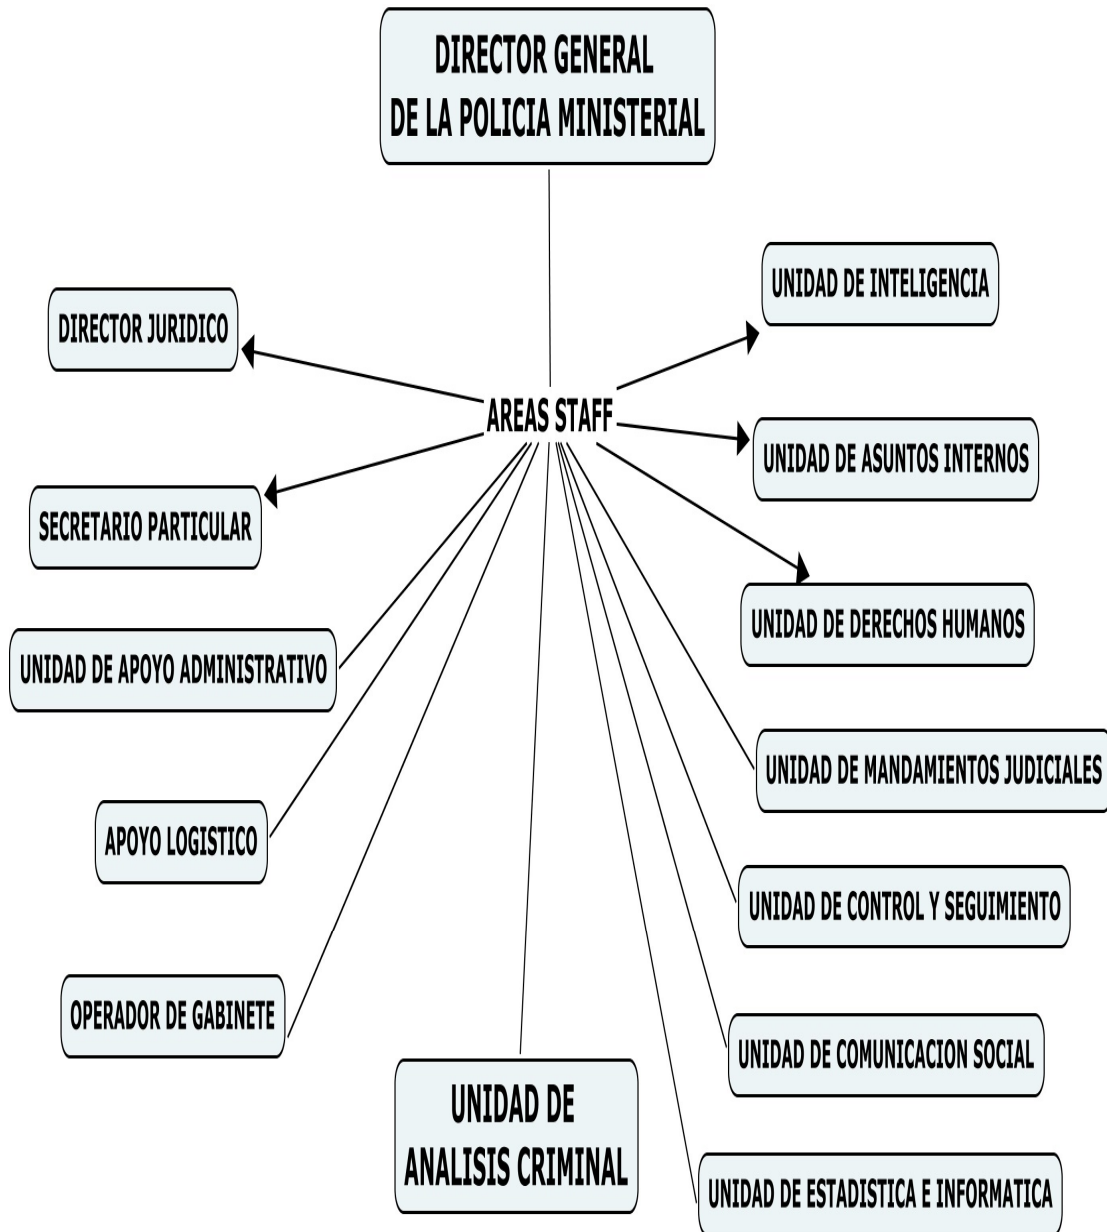 DIRECTOR GENERAL
DE LA POLICIA MINISTERIAL
UNIDAD DE INTELIGENCIA
DIRECTOR JURIDICO
AREAS STAFF
UNIDAD DE ASUNTOS INTERNOS
SECRETARIO PARTICULAR
UNIDAD DE DERECHOS HUMANOS
UNIDAD DE APOYO ADMINISTRATIVO
UNIDAD DE MANDAMIENTOS JUDICIALES
APOYO LOGISTICO
UNIDAD DE CONTROL Y SEGUIMIENTO
OPERADOR DE GABINETE
UNIDAD DE COMUNICACION SOCIAL
UNIDAD DE
ANALISIS CRIMINAL
UNIDAD DE ESTADISTICA E INFORMATICA